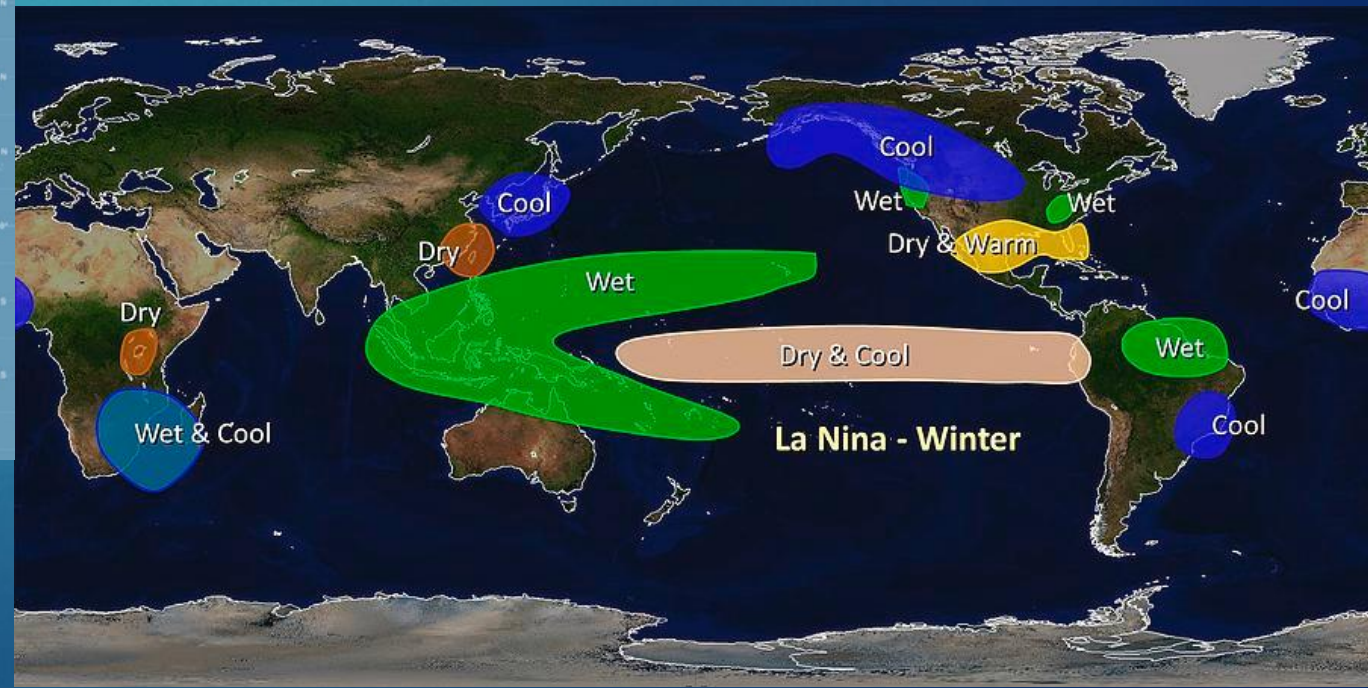 Cool
Cool
Wet
Wet
Dry & Warm
Dry
Wet
Cool
Dry
Dry & Cool
Wet
Wet & Cool
La Nina - Winter
Cool